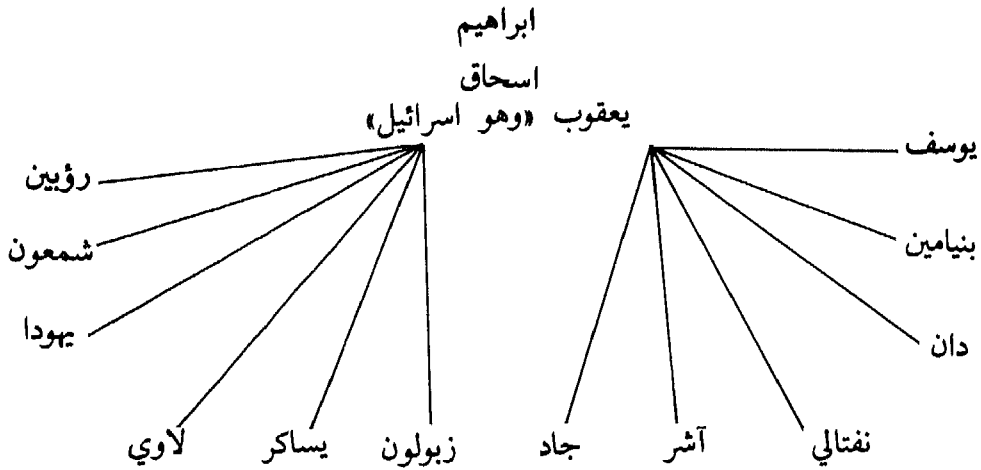 ابراهيم
اسحاق
يعقوب «وهو اسرائيل»
يوسف
رؤبين
بنيامين
شمعون
دان
يهودا
نفتالي
آشر
جاد
زبولون
يساكر
لاوي